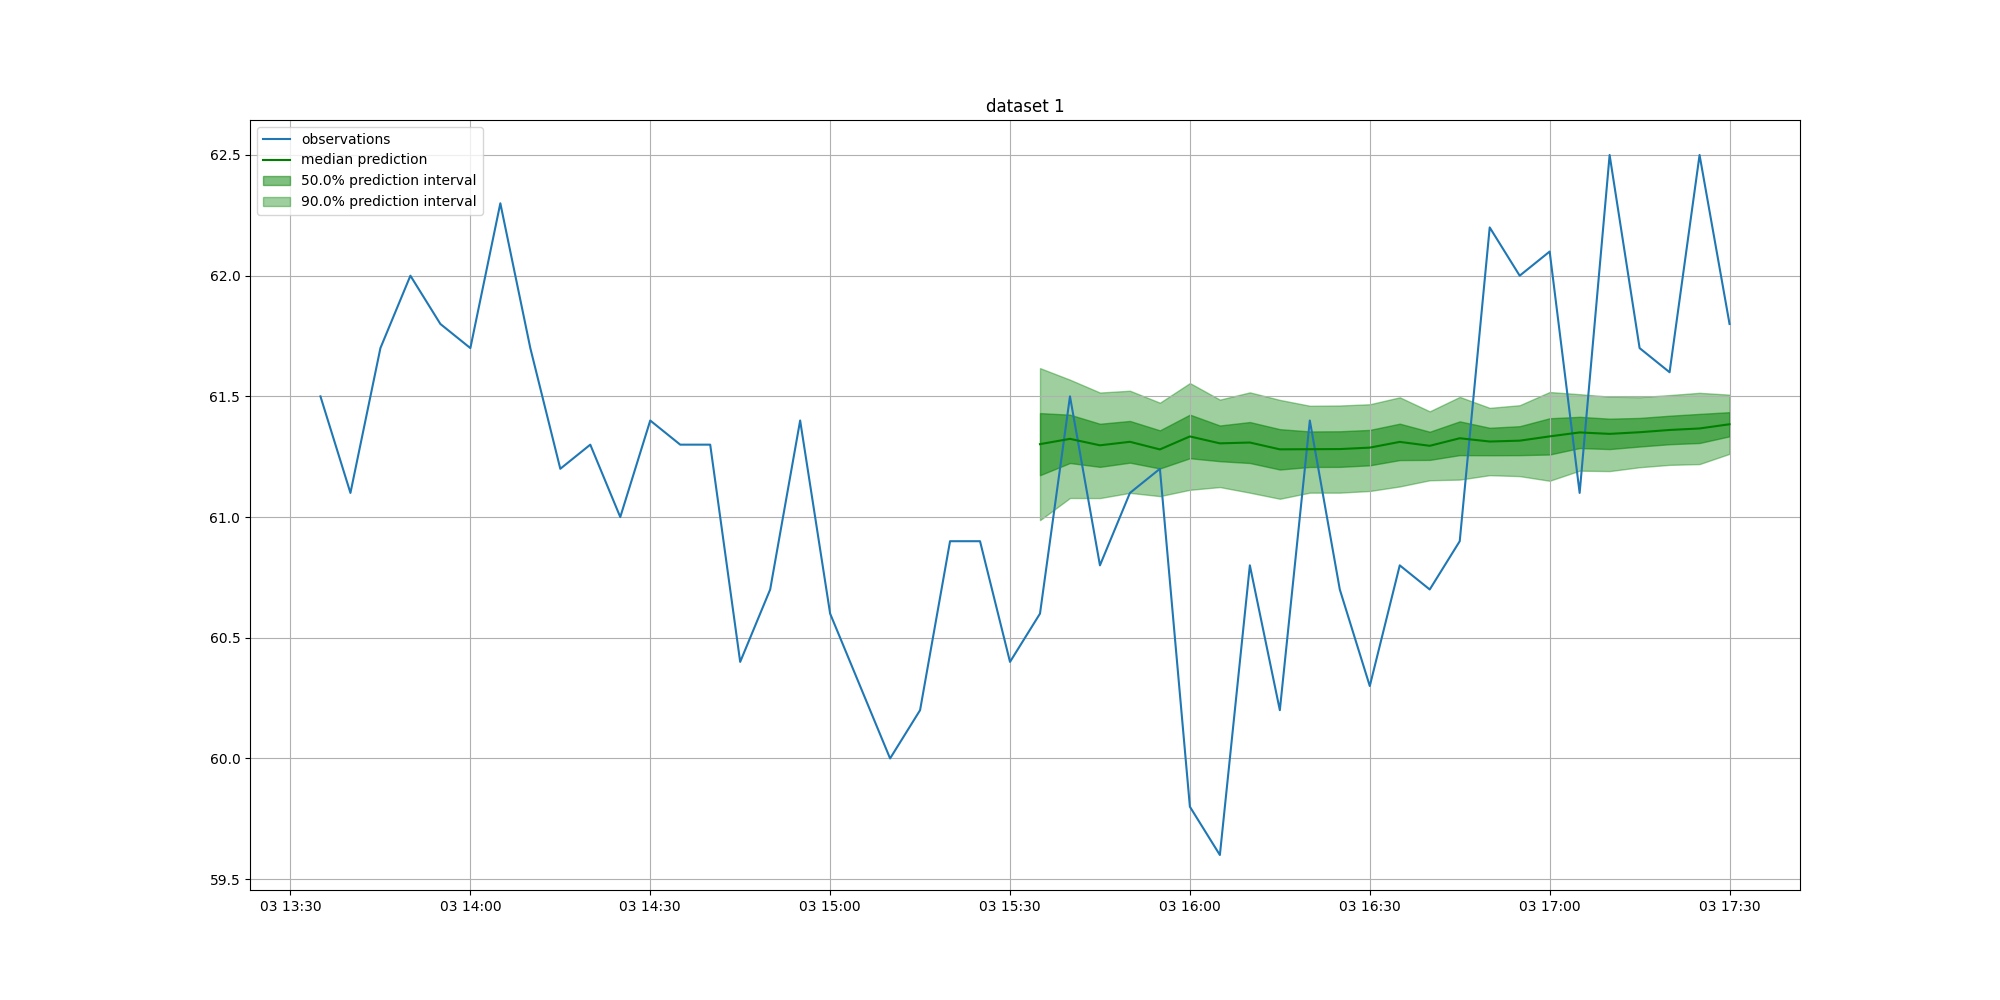 dataset 1
observations
median prediction
50.0% prediction interval
90.0% prediction interval
62.5
62.0
61.5
61.0
60.5
60.0
59.5
03 13:30 03 14:00 03 14:30 03 15:00 03 15:30 03 16:00 03 16:30 03 17:00 03 17:30